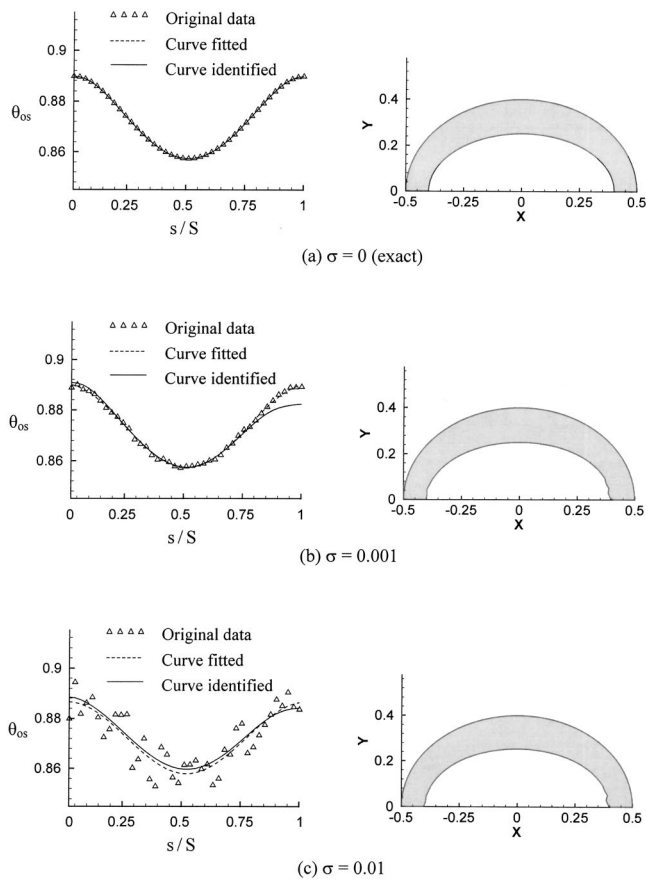 △ △ △ △ Original data
Curve fitted
Curve identified
0.9
0.88
0.86
θos
0 0.25 0.5 0.75 1
s / S
Y
0.4
0.2
0
-0.5 -0.25 0 0.25 0.5
X
(a) σ = 0 (exact)
△ △ △ △ Original data
Curve fitted
Curve identified
0.9
0.88
0.86
θos
0 0.25 0.5 0.75 1
s / S
Y
0.4
0.2
0
-0.5 -0.25 0 0.25 0.5
X
(b) σ = 0.001
△ △ △ △ Original data
Curve fitted
Curve identified
0.9
0.88
0.86
θos
0 0.25 0.5 0.75 1
s / S
Y
0.4
0.2
0
-0.5 -0.25 0 0.25 0.5
X
(c) σ = 0.01